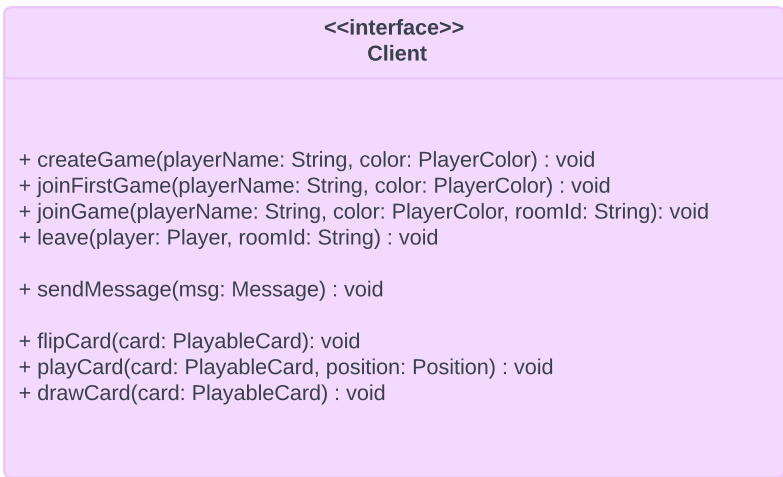 <<interface>>
Client
+ createGame(playerName: String, color: PlayerColor) : void
+ joinFirstGame(playerName: String, color: PlayerColor) : void
+ joinGame(playerName: String, color: PlayerColor, roomId: String): void
+ leave(player: Player, roomId: String) : void
+ sendMessage(msg: Message) : void
+ flipCard(card: PlayableCard): void
+ playCard(card: PlayableCard, position: Position) : void
+ drawCard(card: PlayableCard) : void